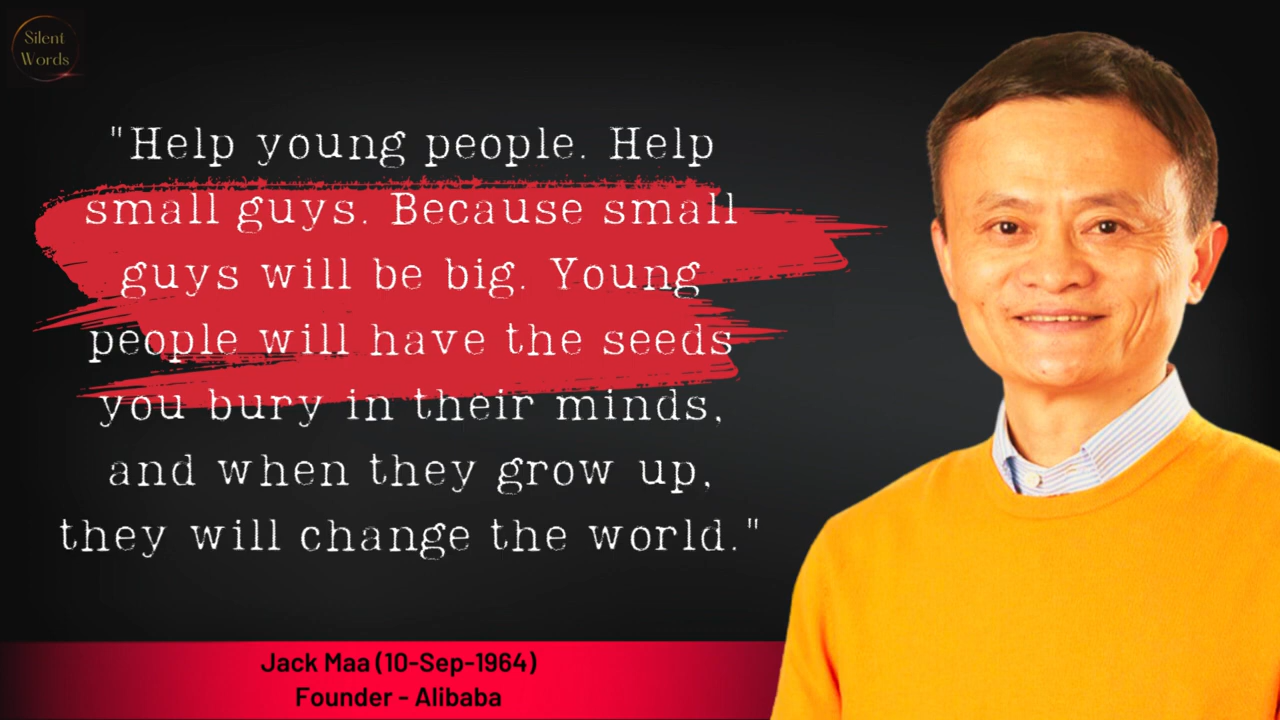 Silent
Words
"Help young people. Help
small guys. Because small
guys will be big. Young
people will have the seeds
you bury in their minds,
and when they grow up,
they will change the world."
Jack Maa (10-Sep-1964)
Founder - Alibaba